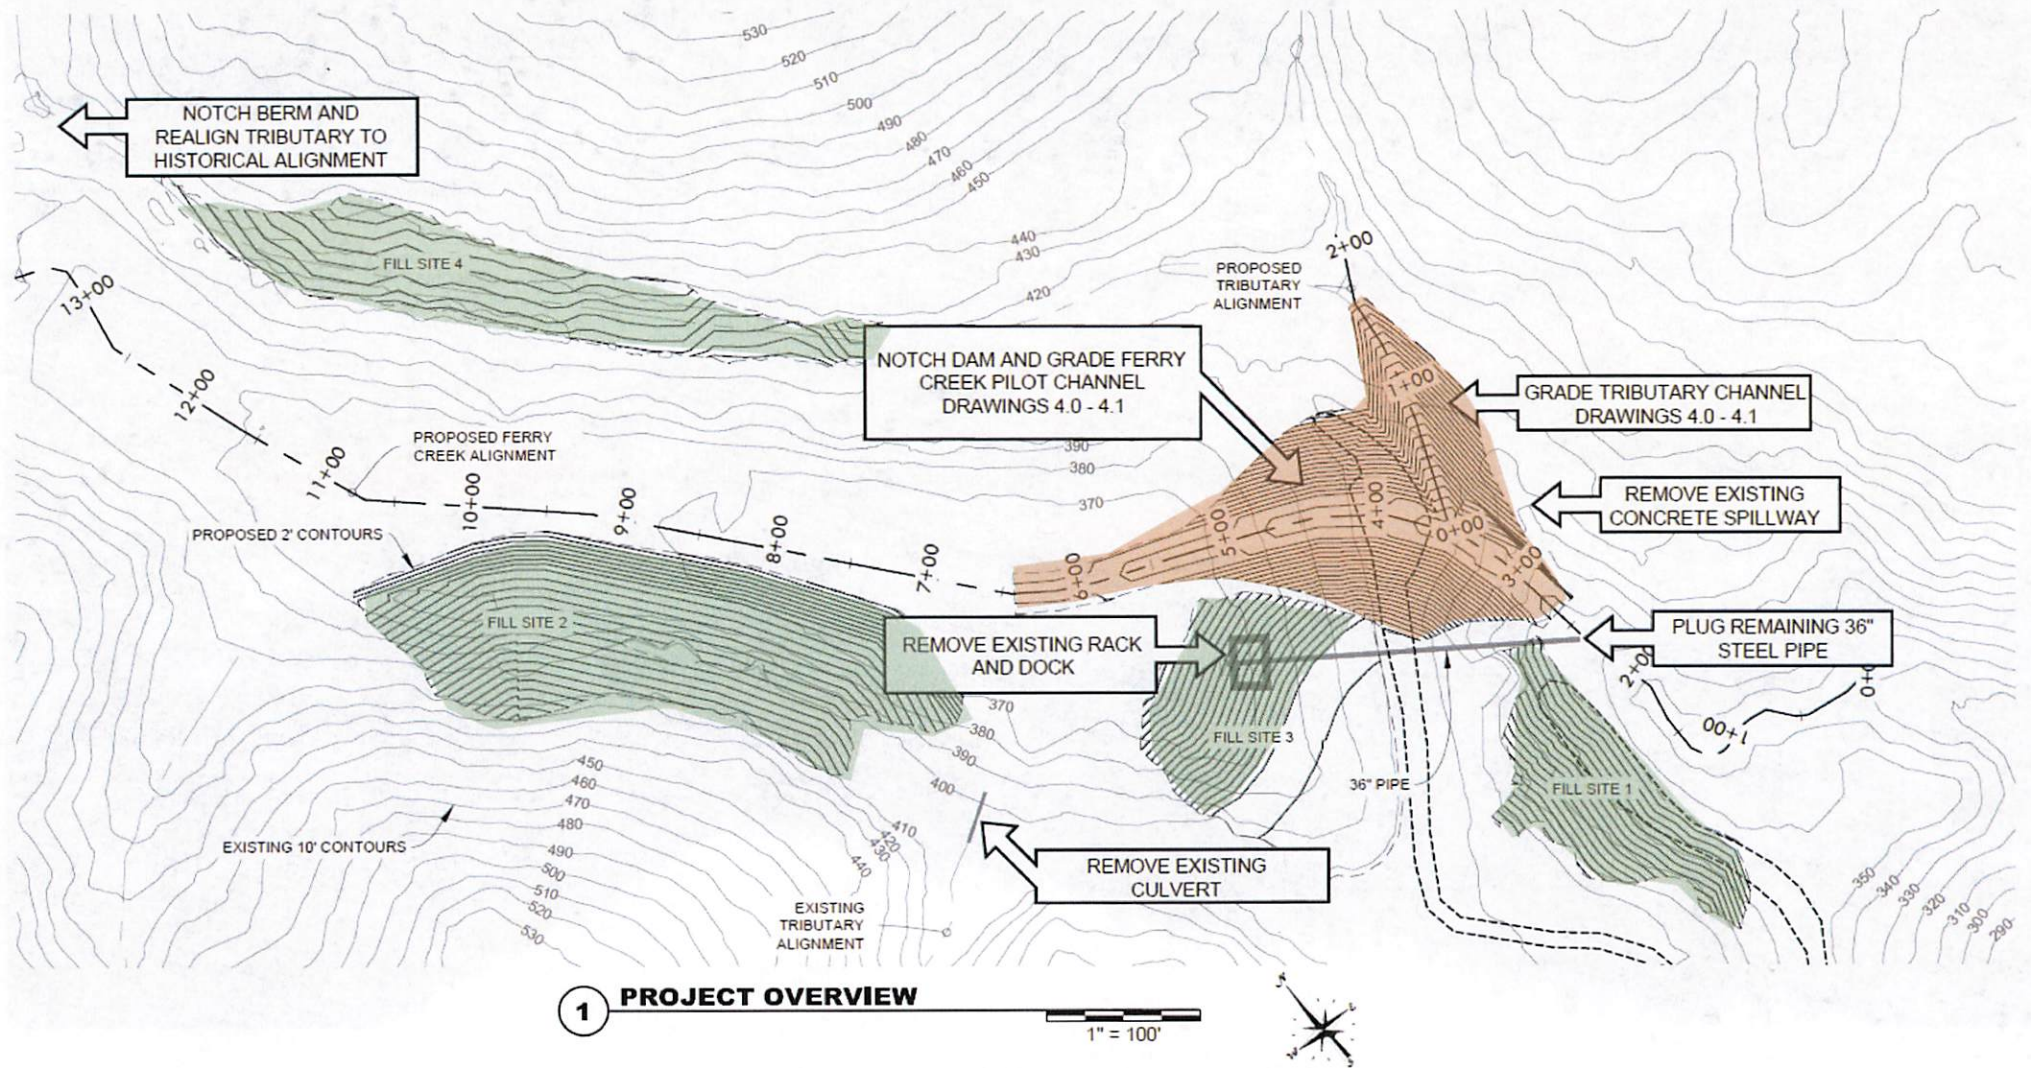 530
520
510
500
490
480
470
460
450
440
430
420
NOTCH BERM AND
REALIGN TRIBUTARY TO
HISTORICAL ALIGNMENT
FILL SITE 4
13+00
12+00
11+00
10+00
9+00
8+00
7+00
6+00
5+00
4+00
3+00
2+00
1+00
0+00
PROPOSED FERRY
CREEK ALIGNMENT
PROPOSED 2' CONTOURS
NOTCH DAM AND GRADE FERRY
CREEK PILOT CHANNEL
DRAWINGS 4.0 - 4.1
390
380
370
PROPOSED
TRIBUTARY
ALIGNMENT
2+00
1+00
0+00
GRADE TRIBUTARY CHANNEL
DRAWINGS 4.0 - 4.1
REMOVE EXISTING
CONCRETE SPILLWAY
PLUG REMAINING 36"
STEEL PIPE
FILL SITE 2
REMOVE EXISTING RACK
AND DOCK
FILL SITE 3
36" PIPE
FILL SITE 1
370
380
390
400
410
420
430
440
450
460
470
480
490
500
510
520
530
EXISTING 10' CONTOURS
REMOVE EXISTING
CULVERT
EXISTING
TRIBUTARY
ALIGNMENT
350
340
330
320
310
300
290
1
PROJECT OVERVIEW
1" = 100'
N
E
W
S